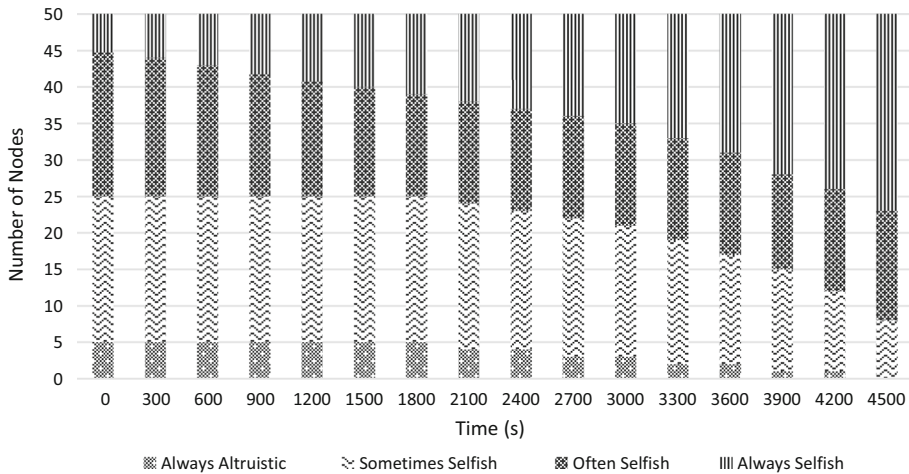 50
45
40
35
30
25
20
15
10
5
0
Number of Nodes
0 300 600 900 1200 1500 1800 2100 2400 2700 3000 3300 3600 3900 4200 4500
Time (s)
Always Altruistic Sometimes Selfish Often Selfish Always Selfish